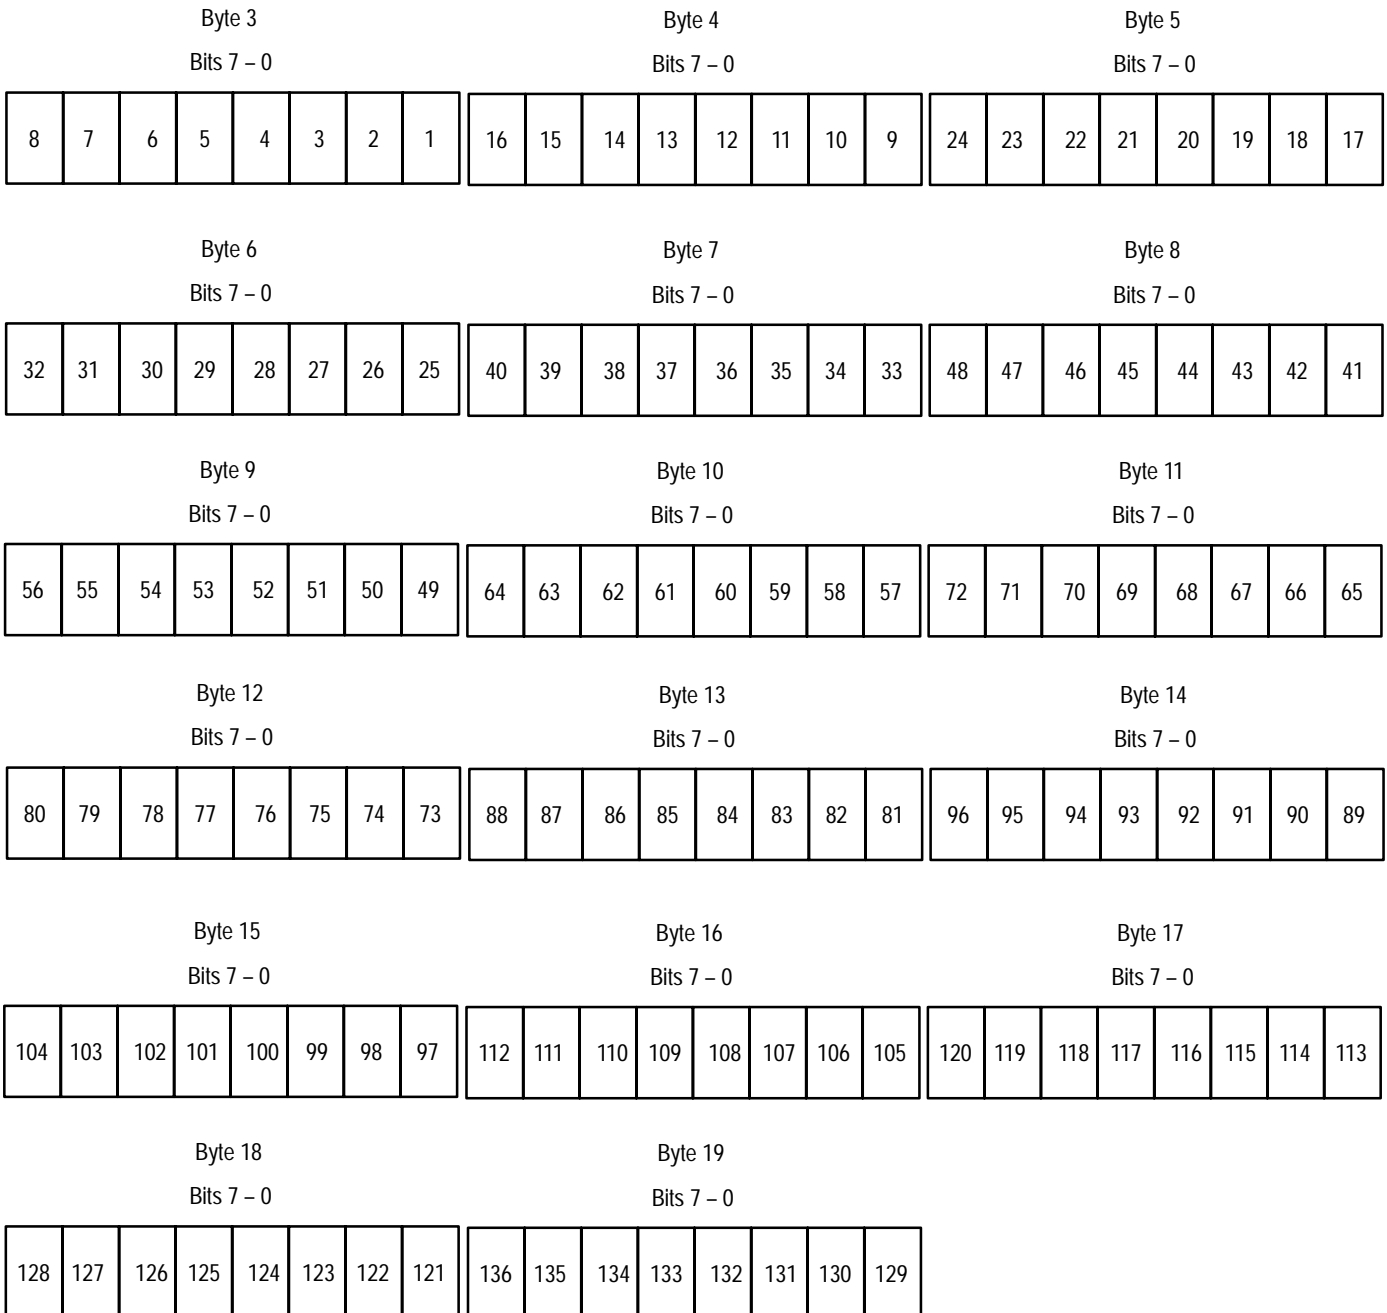 Byte 3 Byte 4 Byte 5
Bits 7 – 0 Bits 7 – 0 Bits 7 – 0
8 7 6 5 4 3 2 1 16 15 14 13 12 11 10 9 24 23 22 21 20 19 18 17
Byte 6 Byte 7 Byte 8
Bits 7 – 0 Bits 7 – 0 Bits 7 – 0
32 31 30 29 28 27 26 25 40 39 38 37 36 35 34 33 48 47 46 45 44 43 42 41
Byte 9 Byte 10 Byte 11
Bits 7 – 0 Bits 7 – 0 Bits 7 – 0
56 55 54 53 52 51 50 49 64 63 62 61 60 59 58 57 72 71 70 69 68 67 66 65
Byte 12 Byte 13 Byte 14
Bits 7 – 0 Bits 7 – 0 Bits 7 – 0
80 79 78 77 76 75 74 73 88 87 86 85 84 83 82 81 96 95 94 93 92 91 90 89
Byte 15 Byte 16 Byte 17
Bits 7 – 0 Bits 7 – 0 Bits 7 – 0
104 103 102 101 100 99 98 97 112 111 110 109 108 107 106 105 120 119 118 117 116 115 114 113
Byte 18 Byte 19
Bits 7 – 0 Bits 7 – 0
128 127 126 125 124 123 122 121 136 135 134 133 132 131 130 129